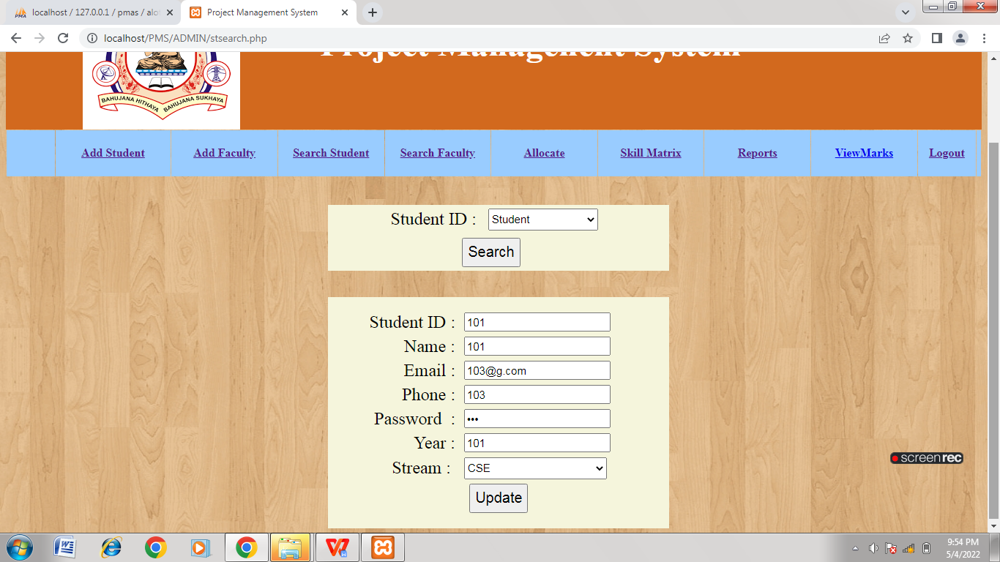 localhost / 127.0.0.1 / pmas / alo
Project Management System
localhost/PMS/ADMIN/stsearch.php
Project Management System
BAHUJANA HITHAYA BAHUJANA SUKHAYA
Add Student Add Faculty Search Student Search Faculty Allocate Skill Matrix Reports ViewMarks Logout
Student ID : Student
Search
Student ID : 101
Name : 101
Email : 103@g.com
Phone : 103
Password : •••
Year : 101
Stream : CSE
Update
screenrec
9:54 PM
5/4/2022